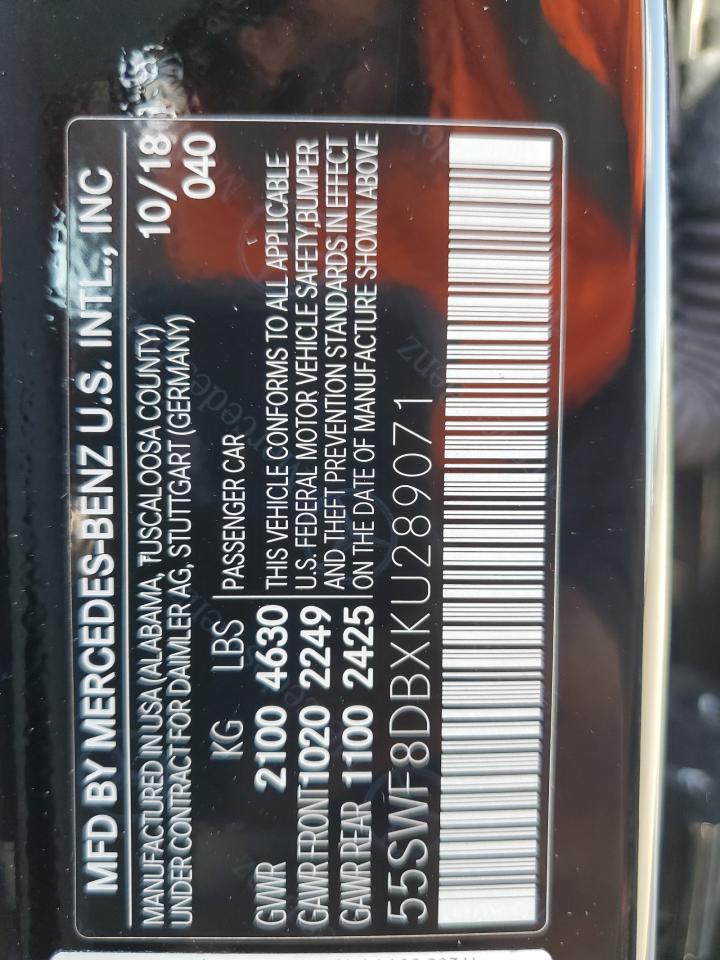 MFD BY MERCEDES-BENZ U.S. INTL., INC
MANUFACTURED IN USA (ALABAMA, TUSCALOOSA COUNTY) 10/18
UNDER CONTRACT FOR DAIMLER AG, STUTTGART (GERMANY) 040
KG LBS PASSENGER CAR
GVWR 2100 4630 THIS VEHICLE CONFORMS TO ALL APPLICABLE
GAWR FRONT 1020 2249 U.S. FEDERAL MOTOR VEHICLE SAFETY, BUMPER
GAWR REAR 1100 2425 AND THEFT PREVENTION STANDARDS IN EFFECT
ON THE DATE OF MANUFACTURE SHOWN ABOVE
55SWF8DBXKU289071